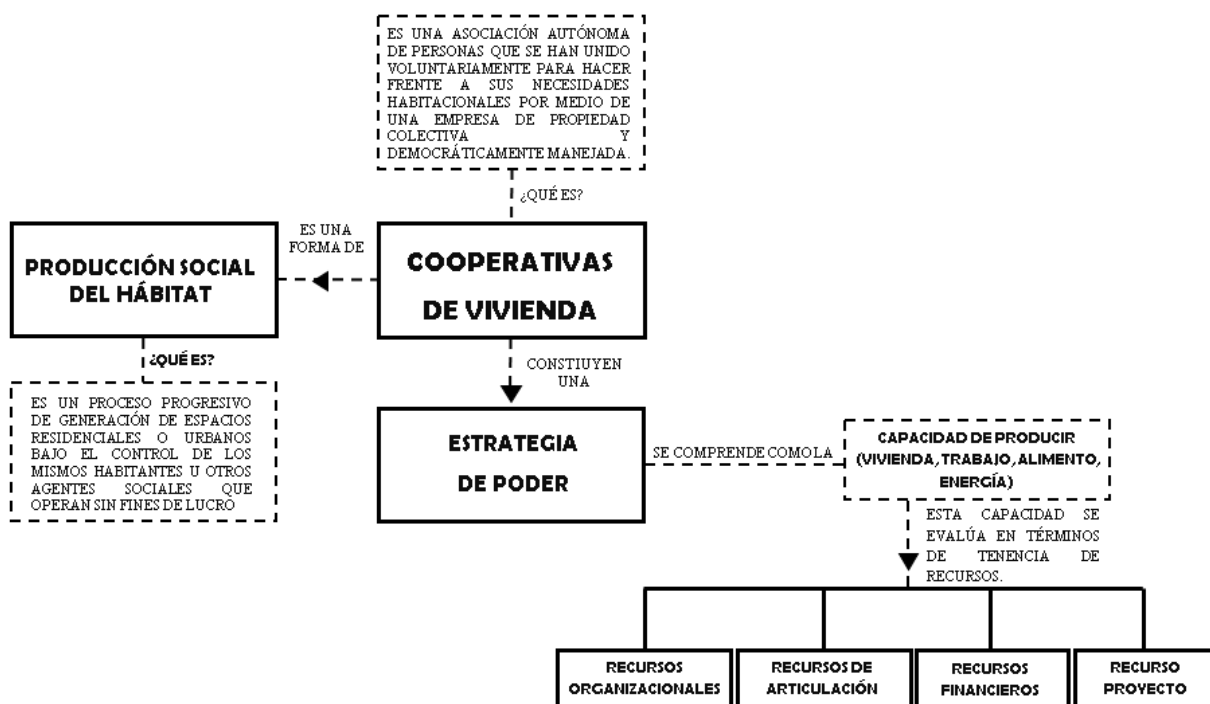 ES UNA ASOCIACIÓN AUTÓNOMA
DE PERSONAS QUE SE HAN UNIDO
VOLUNTARIAMENTE PARA HACER
FRENTE A SUS NECESIDADES
HABITACIONALES POR MEDIO DE
UNA EMPRESA DE PROPIEDAD
COLECTIVA Y
DEMOCRÁTICAMENTE MANEJADA.
¿QUÉ ES?
COOPERATIVAS
DE VIVIENDA
ES UNA
FORMA DE
PRODUCCIÓN SOCIAL
DEL HÁBITAT
¿QUÉ ES?
ES UN PROCESO PROGRESIVO
DE GENERACIÓN DE ESPACIOS
RESIDENCIALES O URBANOS
BAJO EL CONTROL DE LOS
MISMOS HABITANTES U OTROS
AGENTES SOCIALES QUE
OPERAN SIN FINES DE LUCRO
CONSTIUYEN
UNA
ESTRATEGIA
DE PODER
SE COMPRENDE COMO LA
CAPACIDAD DE PRODUCIR
(VIVIENDA, TRABAJO, ALIMENTO,
ENERGÍA)
ESTA CAPACIDAD SE
EVALÚA EN TÉRMINOS
DE TENENCIA DE
RECURSOS.
RECURSOS
ORGANIZACIONALES
RECURSOS DE
ARTICULACIÓN
RECURSOS
FINANCIEROS
RECURSO
PROYECTO